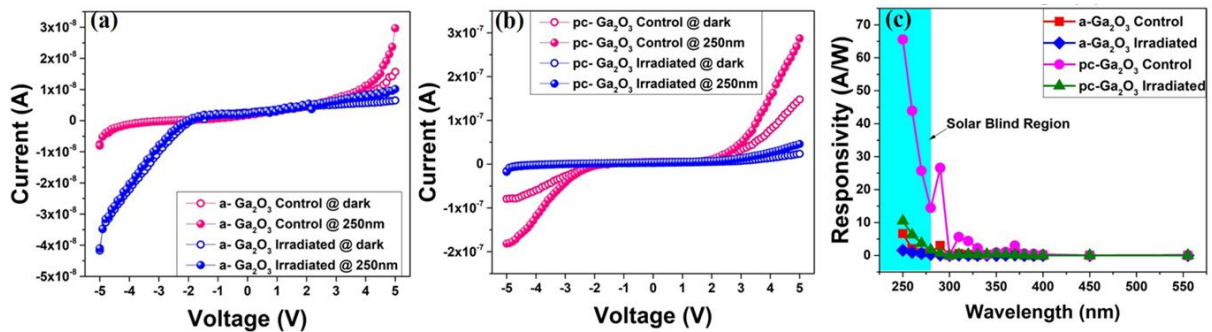 (a)
3x10⁻⁸
2x10⁻⁸
1x10⁻⁸
0
-1x10⁻⁸
-2x10⁻⁸
-3x10⁻⁸
-4x10⁻⁸
-5x10⁻⁸
Current (A)
a- Ga₂O₃ Control @ dark
a- Ga₂O₃ Control @ 250nm
a- Ga₂O₃ Irradiated @ dark
a- Ga₂O₃ Irradiated @ 250nm
-5 -4 -3 -2 -1 0 1 2 3 4 5
Voltage (V)
(b)
pc- Ga₂O₃ Control @ dark
pc- Ga₂O₃ Control @ 250nm
pc- Ga₂O₃ Irradiated @ dark
pc- Ga₂O₃ Irradiated @ 250nm
3x10⁻⁷
2x10⁻⁷
1x10⁻⁷
0
-1x10⁻⁷
-2x10⁻⁷
Current (A)
-5 -4 -3 -2 -1 0 1 2 3 4 5
Voltage (V)
(c)
a-Ga₂O₃ Control
a-Ga₂O₃ Irradiated
pc-Ga₂O₃ Control
pc-Ga₂O₃ Irradiated
Solar Blind Region
70
60
50
40
30
20
10
0
Responsivity (A/W)
250 300 350 400 450 500 550
Wavelength (nm)